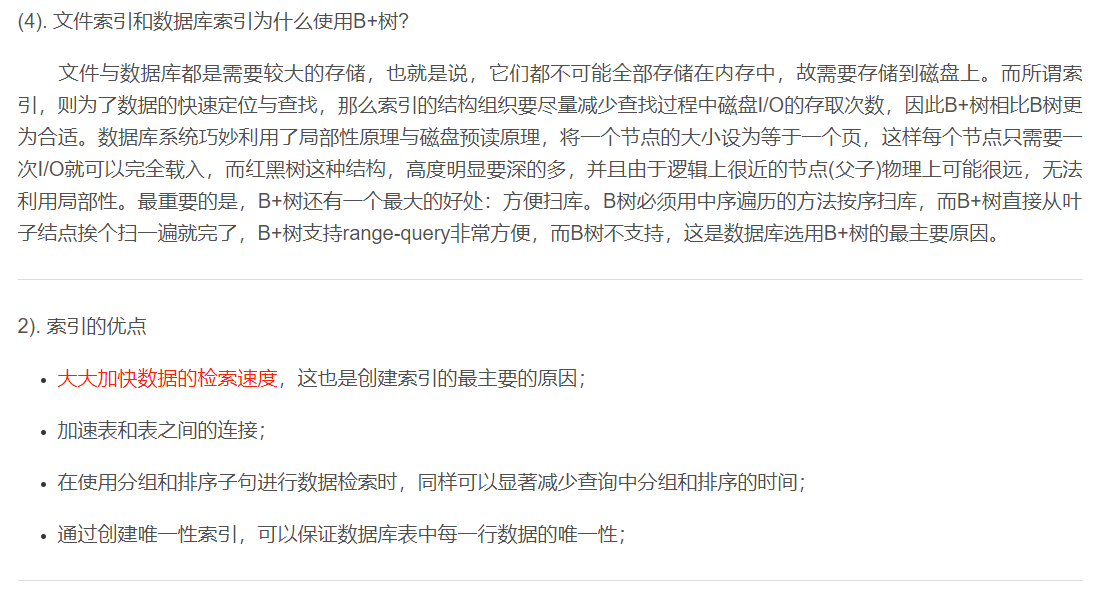 (4). 文件索引和数据库索引为什么使用B+树?
文件与数据库都是需要较大的存储，也就是说，它们都不可能全部存储在内存中，故需要存储到磁盘上。而所谓索
引，则为了数据的快速定位与查找，那么索引的结构组织要尽量减少查找过程中磁盘I/O的存取次数，因此B+树相比B树更
为合适。数据库系统巧妙利用了局部性原理与磁盘预读原理，将一个节点的大小设为等于一个页，这样每个节点只需要一
次I/O就可以完全载入，而红黑树这种结构，高度明显要深的多，并且由于逻辑上很近的节点(父子)物理上可能很远，无法
利用局部性。最重要的是，B+树还有一个最大的好处：方便扫库。B树必须用中序遍历的方法按序扫库，而B+树直接从叶
子结点挨个扫一遍就完了，B+树支持range-query非常方便，而B树不支持，这是数据库选用B+树的最主要原因。
2). 索引的优点
• 大大加快数据的检索速度，这也是创建索引的最主要的原因；
• 加速表和表之间的连接；
• 在使用分组和排序子句进行数据检索时，同样可以显著减少查询中分组和排序的时间；
• 通过创建唯一性索引，可以保证数据库表中每一行数据的唯一性；